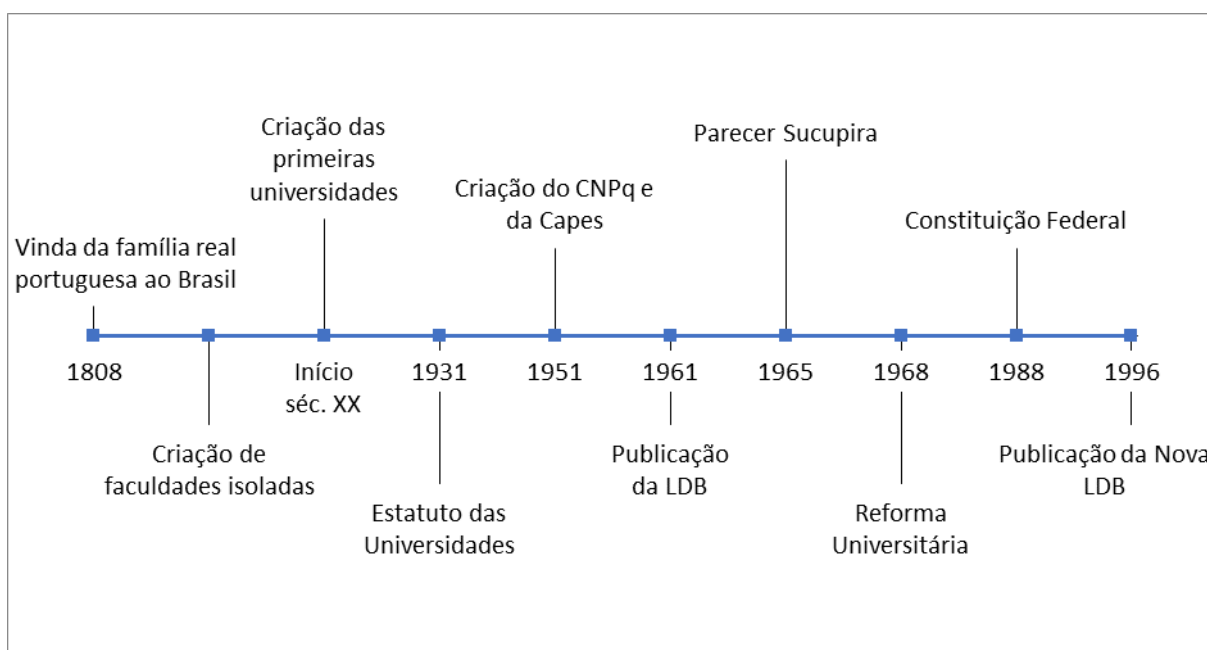 Criação das
primeiras
universidades
Parecer Sucupira
Criação do CNPq e
da Capes
Constituição Federal
Vinda da família real
portuguesa ao Brasil
1808
Início
séc. XX
1931
1951
1961
1965
1968
1988
1996
Criação de
faculdades isoladas
Publicação
da LDB
Publicação da Nova
LDB
Estatuto das
Universidades
Reforma
Universitária